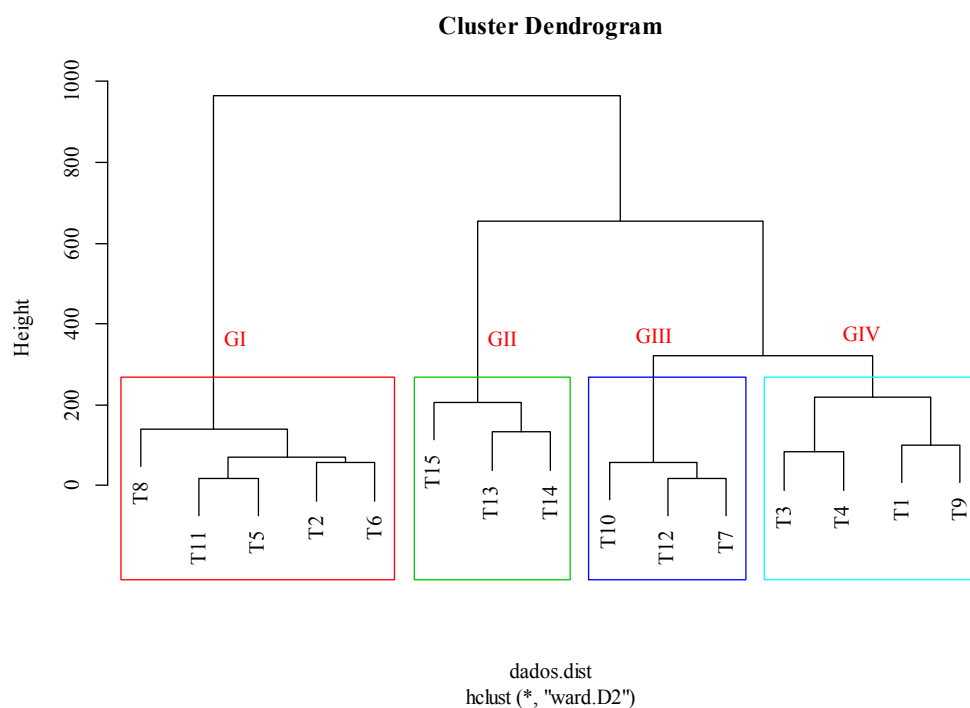 Cluster Dendrogram
Height
1000
800
600
400
200
0
GI
GII
GIII
GIV
T8
T11
T5
T2
T6
T15
T13
T14
T10
T12
T7
T3
T4
T1
T9
dados.dist
hclust (*, "ward.D2")